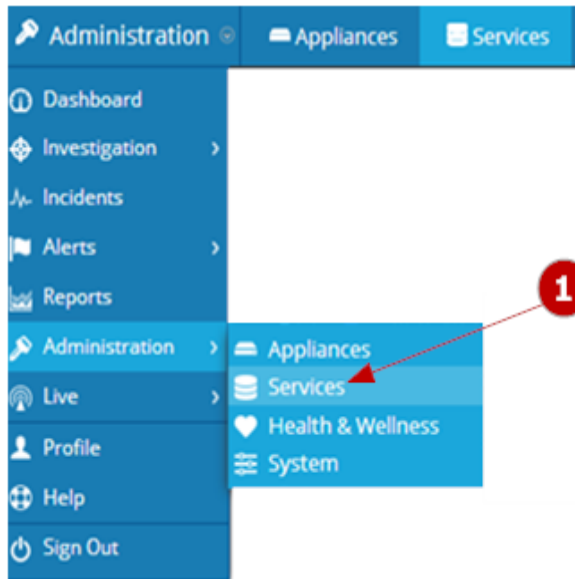 Administration Appliances Services
Dashboard
Investigation
Incidents
Alerts
Reports
1
Administration Appliances
Services
Live
Health & Wellness
Profile
System
Help
Sign Out